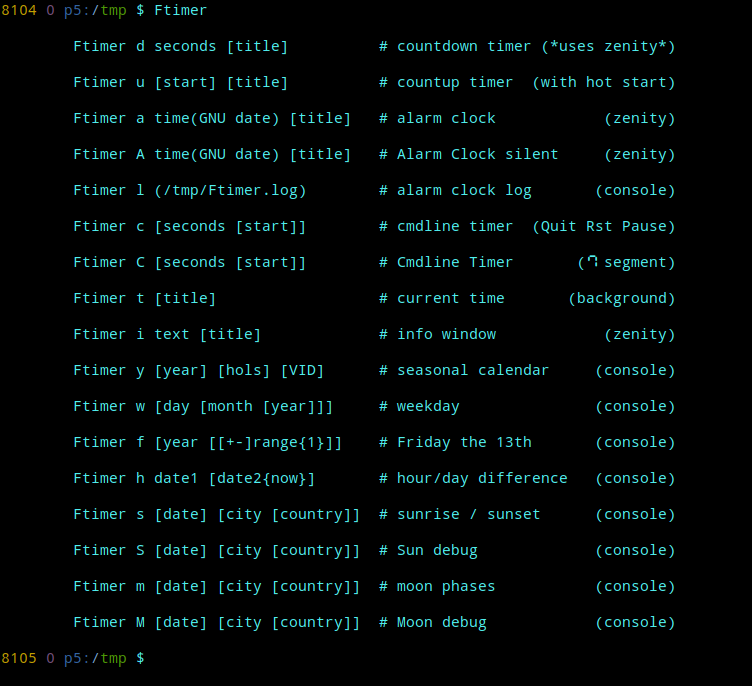 8104 0 p5:/tmp $ Ftimer
Ftimer d seconds [title] # countdown timer (*uses zenity*)
Ftimer u [start] [title] # countup timer (with hot start)
Ftimer a time(GNU date) [title] # alarm clock (zenity)
Ftimer A time(GNU date) [title] # Alarm Clock silent (zenity)
Ftimer l (/tmp/Ftimer.log) # alarm clock log (console)
Ftimer c [seconds [start]] # cmdline timer (Quit Rst Pause)
Ftimer C [seconds [start]] # Cmdline Timer (7 segment)
Ftimer t [title] # current time (background)
Ftimer i text [title] # info window (zenity)
Ftimer y [year] [hols] [VID] # seasonal calendar (console)
Ftimer w [day [month [year]]] # weekday (console)
Ftimer f [year [[+-]range{1}]] # Friday the 13th (console)
Ftimer h date1 [date2{now}] # hour/day difference (console)
Ftimer s [date] [city [country]] # sunrise / sunset (console)
Ftimer S [date] [city [country]] # Sun debug (console)
Ftimer m [date] [city [country]] # moon phases (console)
Ftimer M [date] [city [country]] # Moon debug (console)
8105 0 p5:/tmp $